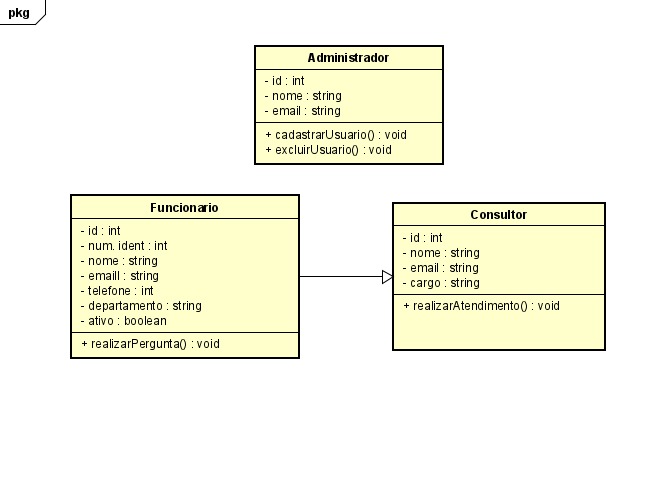 pkg
Administrador
- id : int
- nome : string
- email : string
+ cadastrarUsuario() : void
+ excluirUsuario() : void
Funcionario
- id : int
- num. ident : int
- nome : string
- emaill : string
- telefone : int
- departamento : string
- ativo : boolean
+ realizarPergunta() : void
Consultor
- id : int
- nome : string
- email : string
- cargo : string
+ realizarAtendimento() : void